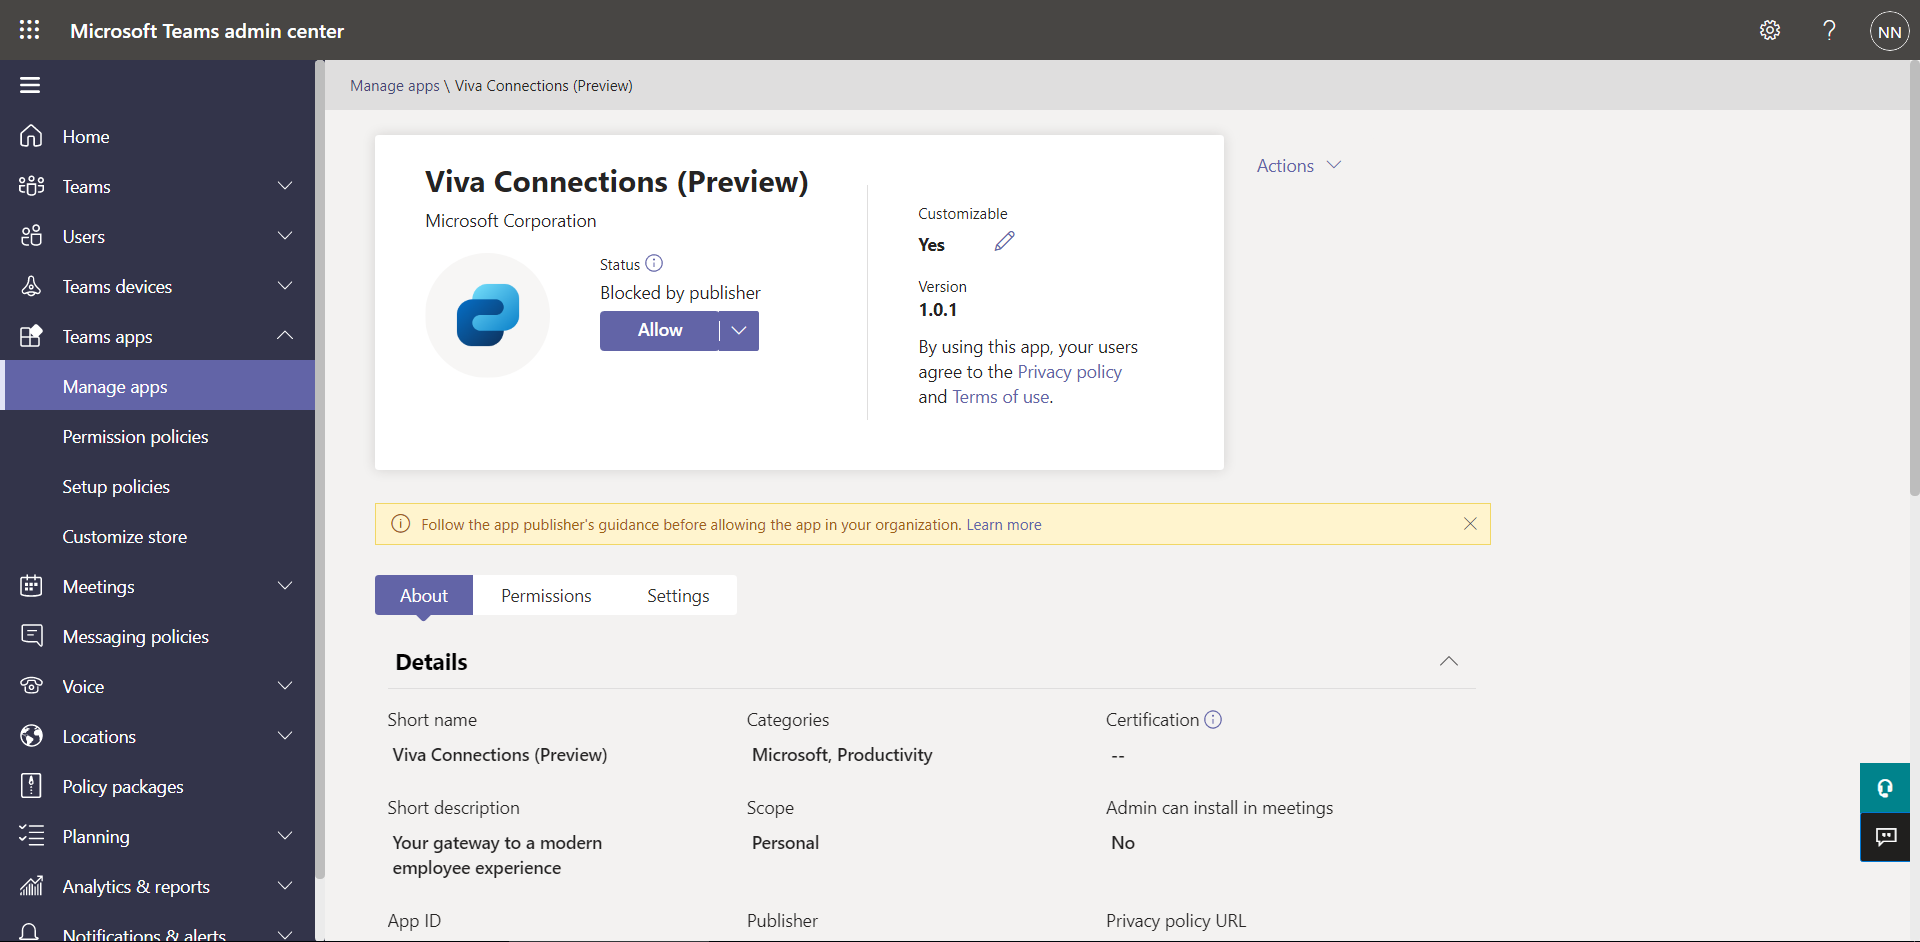 Microsoft Teams admin center
?
NN
Home
Teams
Users
Teams devices
Teams apps
Manage apps
Permission policies
Setup policies
Customize store
Meetings
Messaging policies
Voice
Locations
Policy packages
Planning
Analytics & reports
Notifications & alerts
Manage apps \ Viva Connections (Preview)
Viva Connections (Preview)
Microsoft Corporation
Status
Blocked by publisher
Allow
Customizable
Yes
Version
1.0.1
By using this app, your users
agree to the Privacy policy
and Terms of use.
Actions
Follow the app publisher's guidance before allowing the app in your organization. Learn more
About
Permissions
Settings
Details
Short name
Viva Connections (Preview)
Categories
Microsoft, Productivity
Certification
--
Short description
Your gateway to a modern
employee experience
Scope
Personal
Admin can install in meetings
No
App ID
Publisher
Privacy policy URL